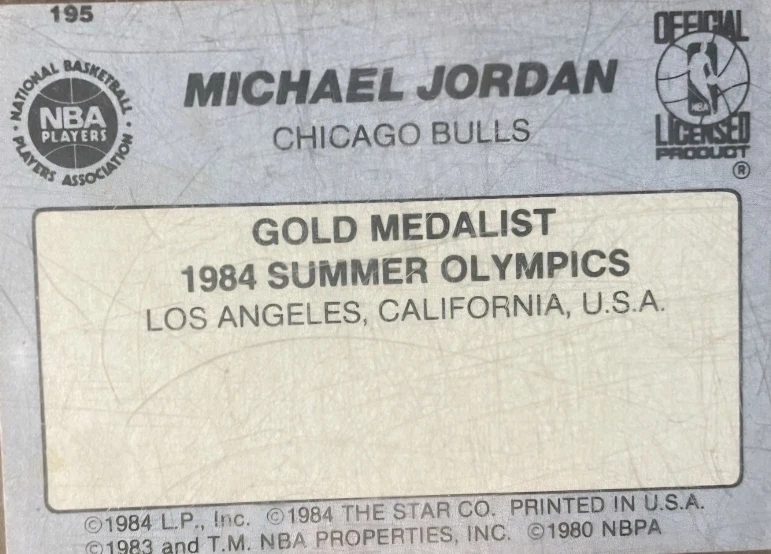 195
OFFICIAL
NBA
LICENSED
PRODUCT
®
NATIONAL BASKETBALL
NBA
PLAYERS
PLAYERS ASSOCIATION
MICHAEL JORDAN
CHICAGO BULLS
GOLD MEDALIST
1984 SUMMER OLYMPICS
LOS ANGELES, CALIFORNIA, U.S.A.
©1984 L.P., Inc. ©1984 THE STAR CO. PRINTED IN U.S.A.
©1983 and T.M. NBA PROPERTIES, INC. ©1980 NBPA